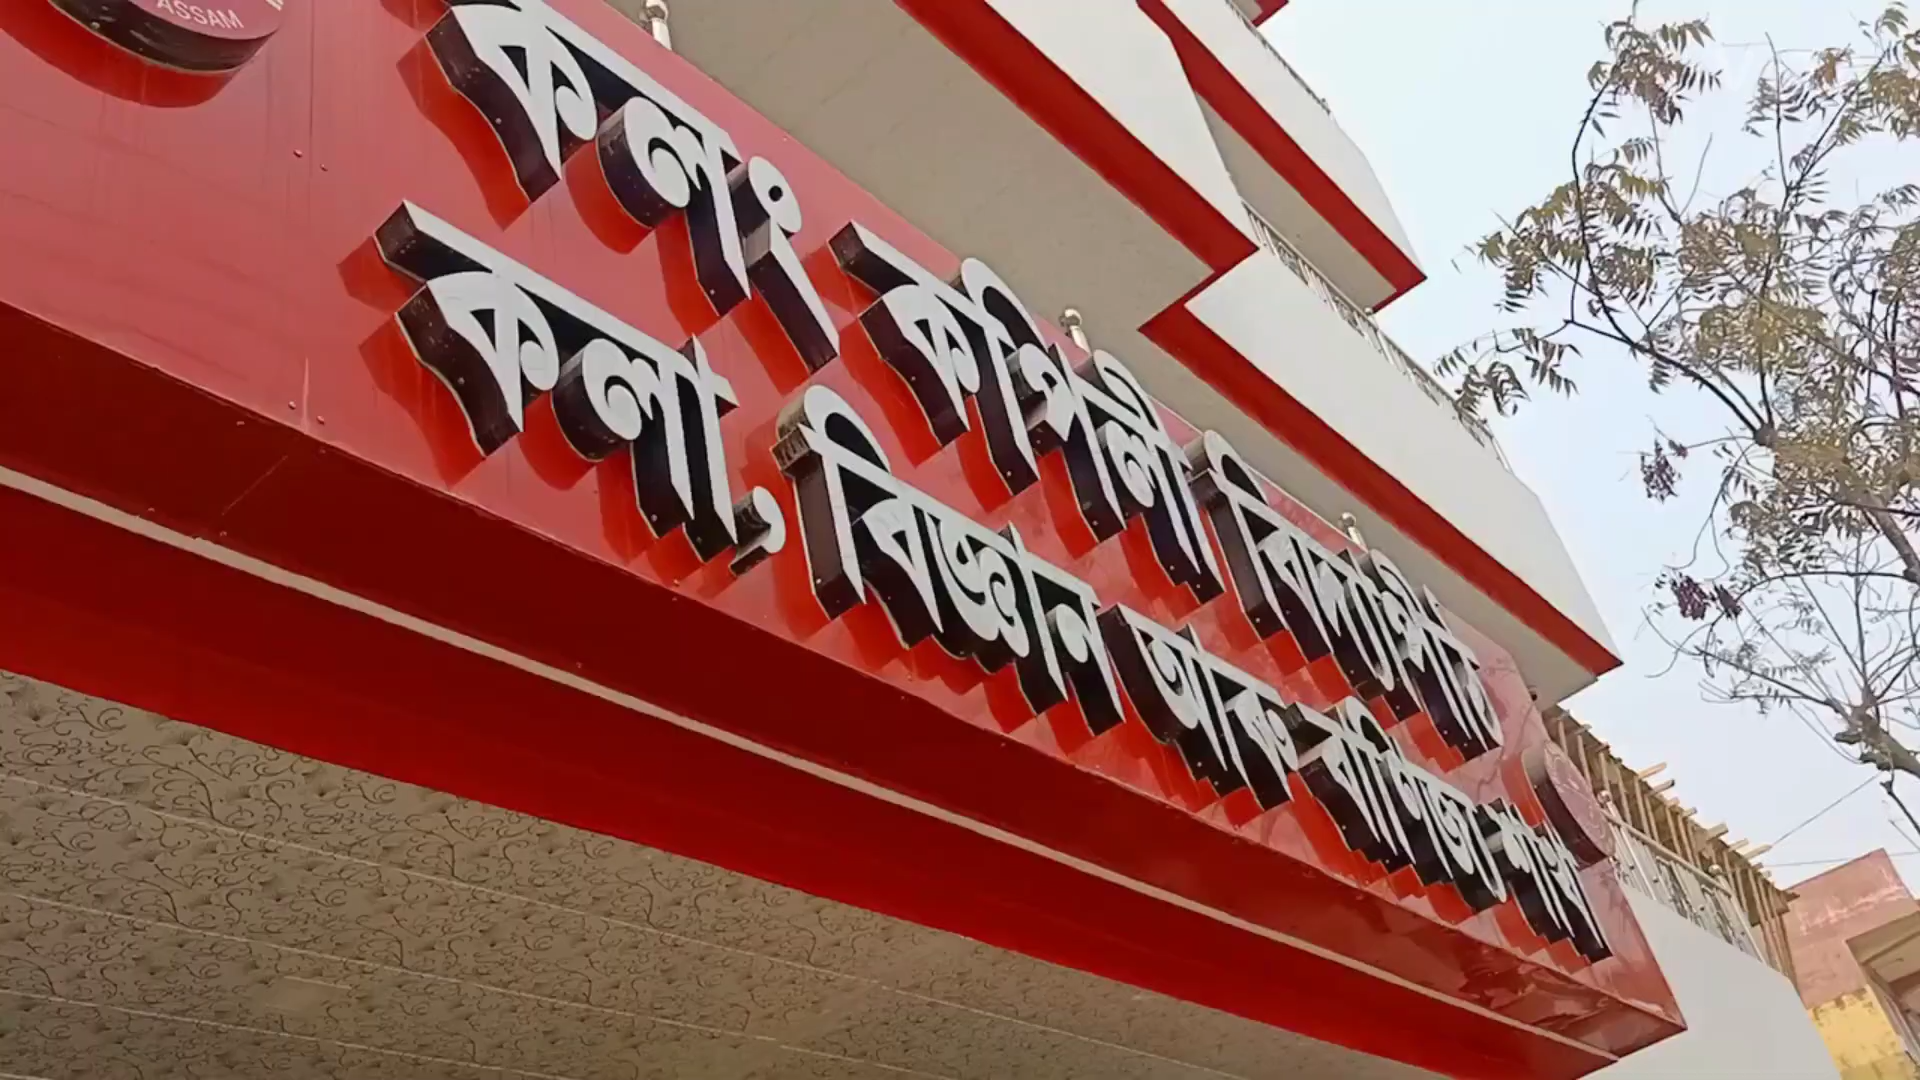 ASSAM
কলং কপিলী বিদ্যাপীঠ
কলা, বিজ্ঞান আৰু বাণিজ্য শাখা